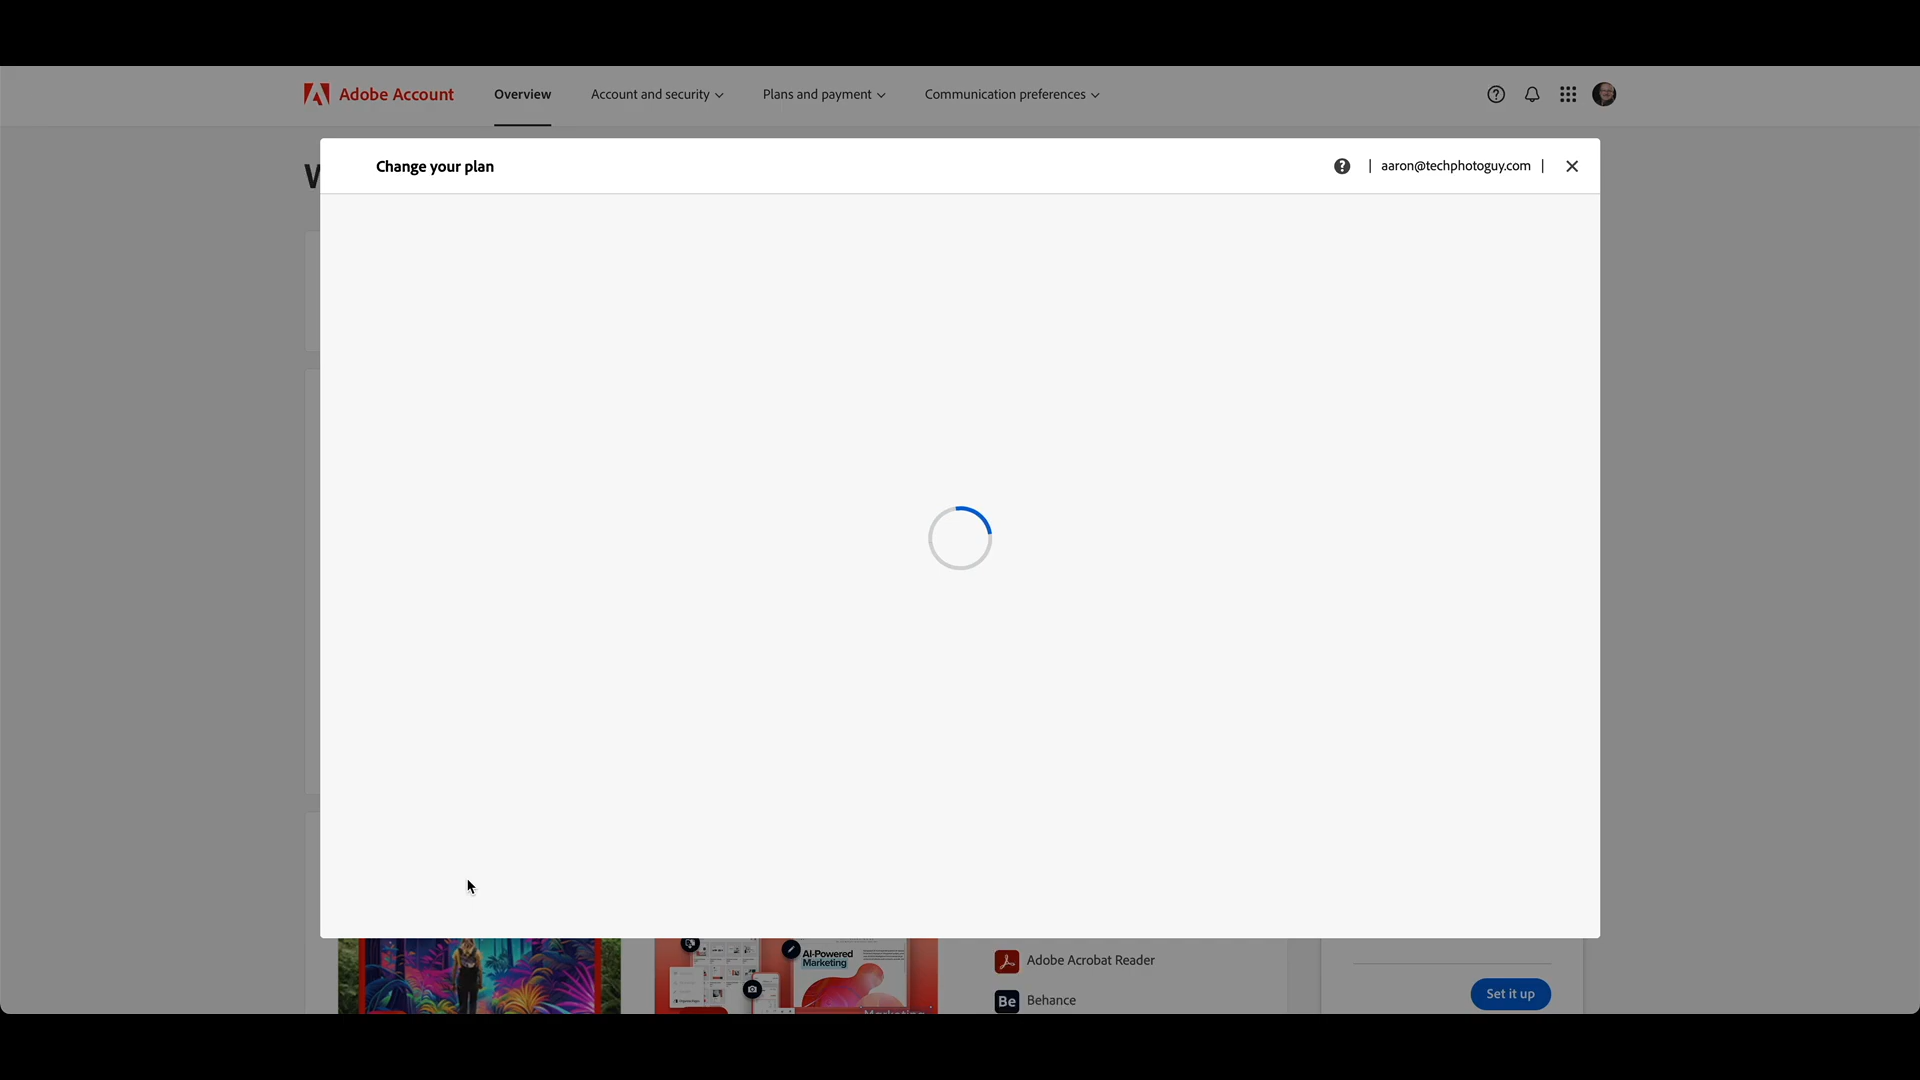 Adobe Account
Overview
Account and security
Plans and payment
Communication preferences
W
Change your plan
aaron@techphotoguy.com
AI-Powered
Marketing
Adobe Acrobat Reader
Be
Behance
Set it up